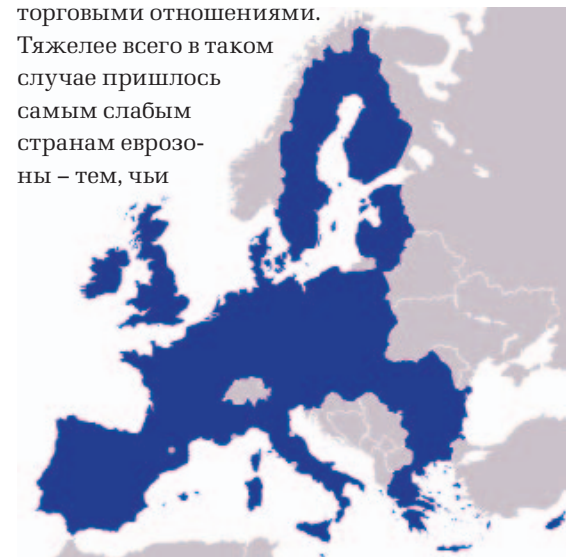 торговыми отношениями.
Тяжелее всего в таком
случае пришлось
самым слабым
странам еврозо-
ны – тем, чьи